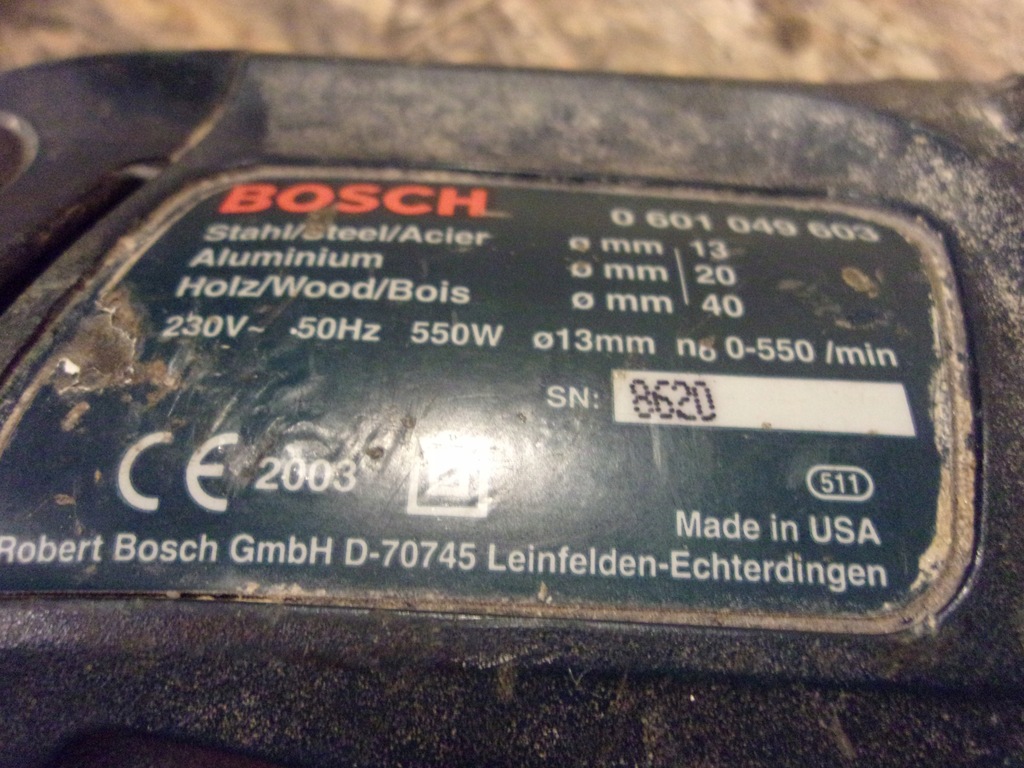 BOSCH 0 601 049 603
Stahl/Steel/Acier ø mm 13
Aluminium ø mm 20
Holz/Wood/Bois ø mm 40
230V~ 50Hz 550W ø13mm no 0-550 /min
SN: 8620
CE 2003
511
Made in USA
Robert Bosch GmbH D-70745 Leinfelden-Echterdingen